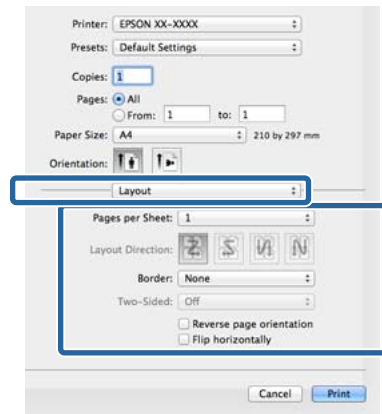 Printer: EPSON XX-XXXX
Presets: Default Settings
Copies: 1
Pages: All
From: 1 to: 1
Paper Size: A4 210 by 297 mm
Orientation:
Layout
Pages per Sheet: 1
Layout Direction:
Border: None
Two-Sided: Off
Reverse page orientation
Flip horizontally
Cancel Print